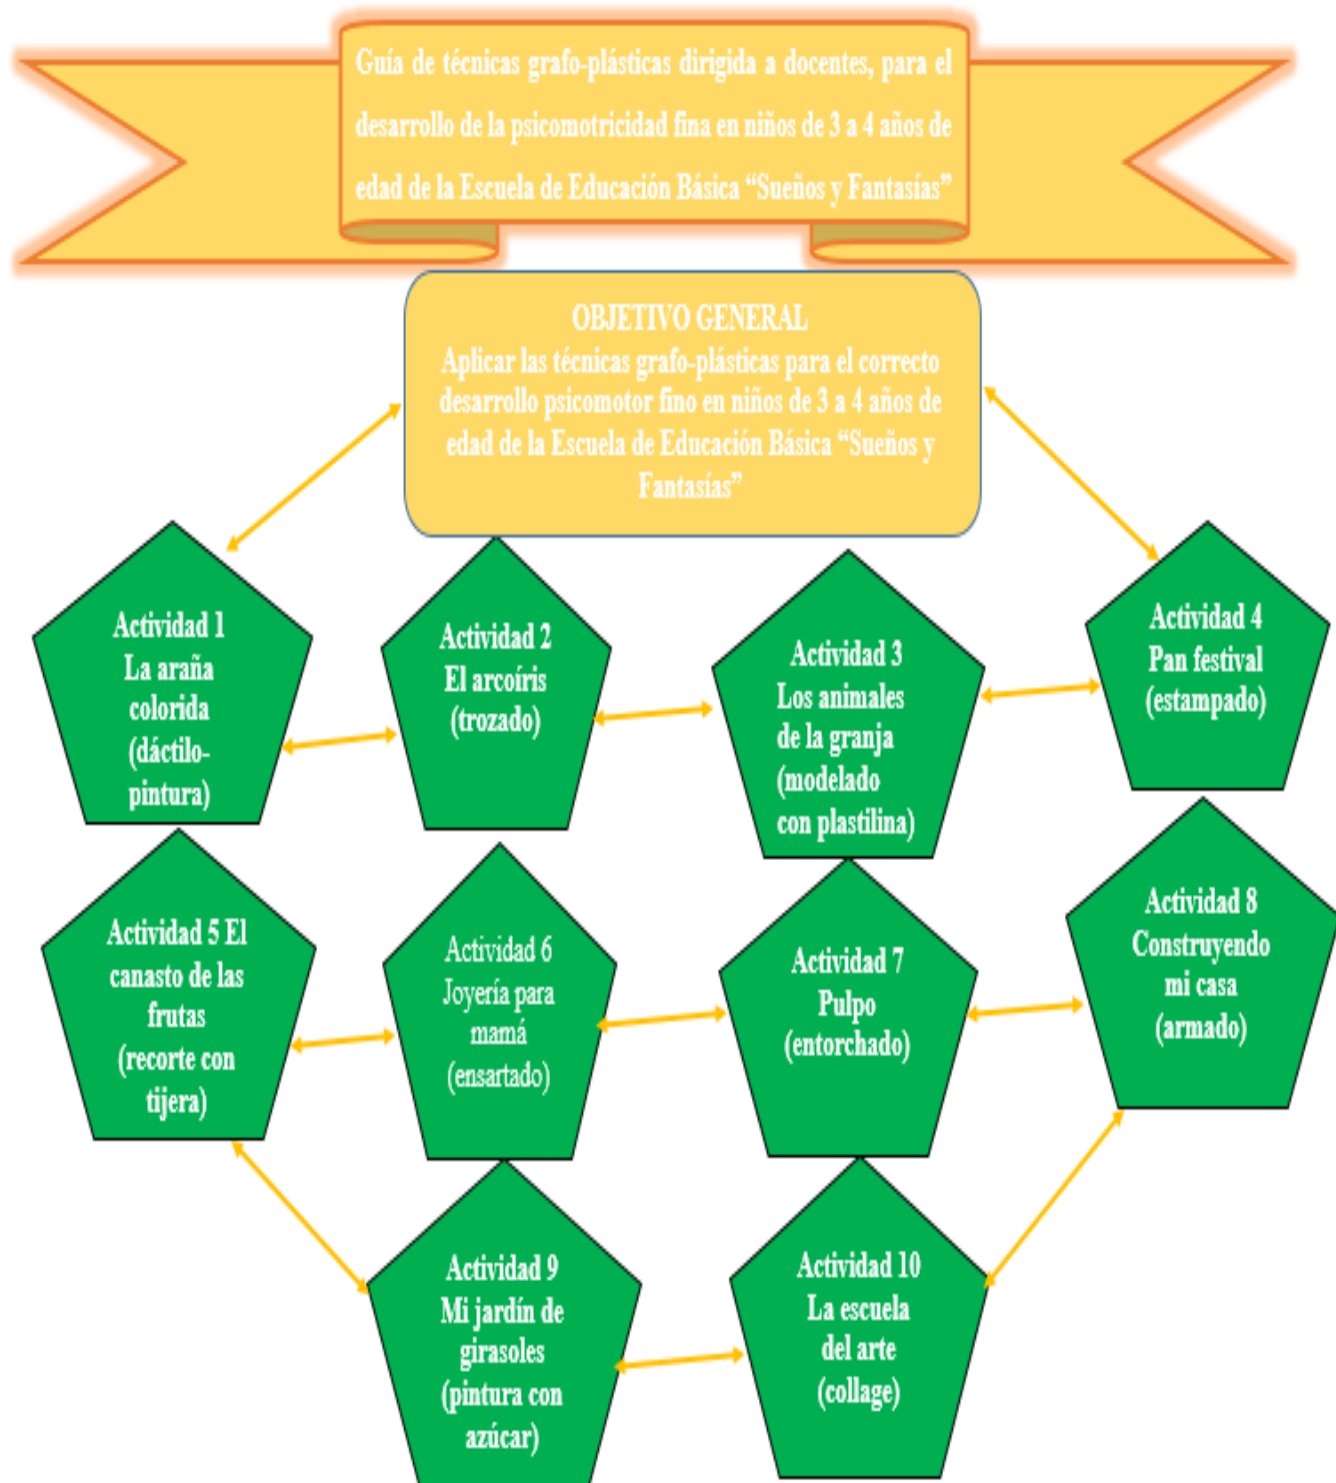 Guía de técnicas grafo-plásticas dirigida a docentes, para el
desarrollo de la psicomotricidad fina en niños de 3 a 4 años de
edad de la Escuela de Educación Básica “Sueños y Fantasías”
OBJETIVO GENERAL
Aplicar las técnicas grafo-plásticas para el correcto
desarrollo psicomotor fino en niños de 3 a 4 años de
edad de la Escuela de Educación Básica “Sueños y
Fantasías”
Actividad 1
La araña
colorida
(dáctilo-
pintura)
Actividad 2
El arcoíris
(trozado)
Actividad 3
Los animales
de la granja
(modelado
con plastilina)
Actividad 4
Pan festival
(estampado)
Actividad 5 El
canasto de las
frutas
(recorte con
tijera)
Actividad 6
Joyería para
mamá
(ensartado)
Actividad 7
Pulpo
(entorchado)
Actividad 8
Construyendo
mi casa
(armado)
Actividad 9
Mi jardín de
girasoles
(pintura con
azúcar)
Actividad 10
La escuela
del arte
(collage)